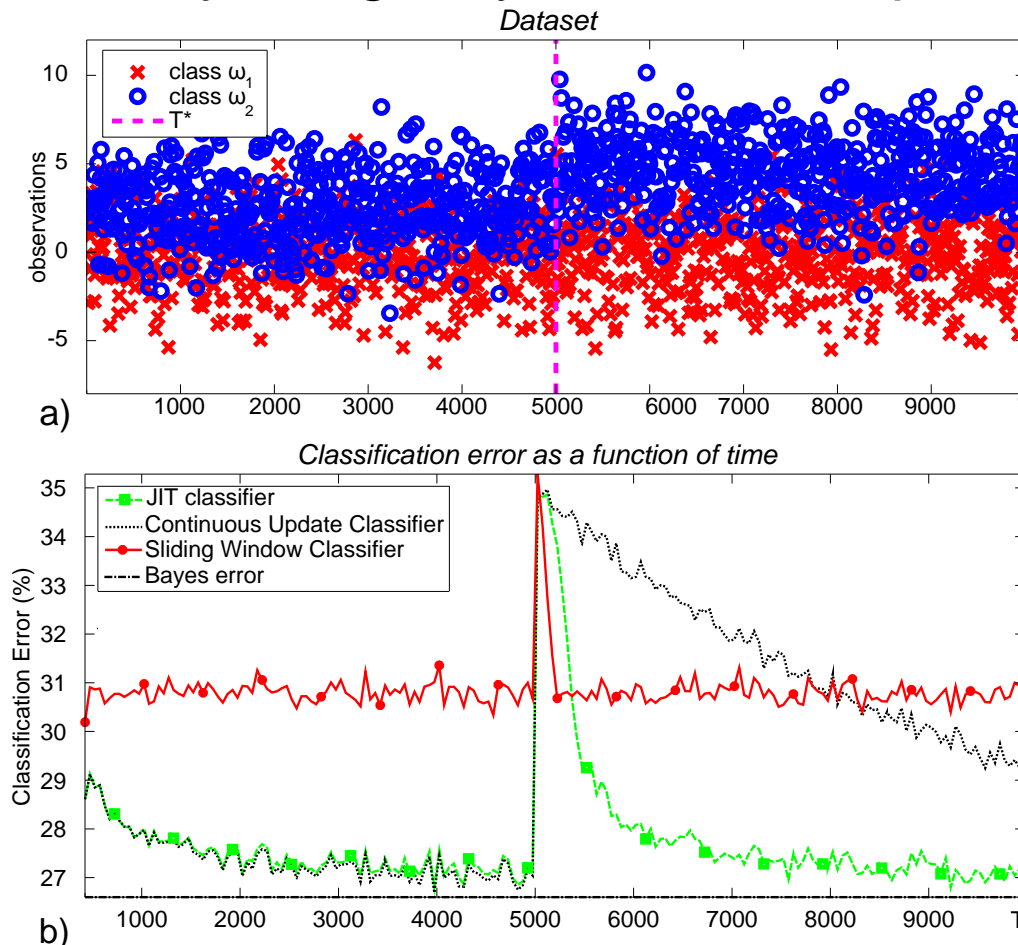 Dataset
10
5
0
-5
observations
class ω1
class ω2
T*
1000 2000 3000 4000 5000 6000 7000 8000 9000
a)
Classification error as a function of time
35
34
33
32
31
30
29
28
27
Classification Error (%)
JIT classifier
Continuous Update Classifier
Sliding Window Classifier
Bayes error
1000 2000 3000 4000 5000 6000 7000 8000 9000 T
b)